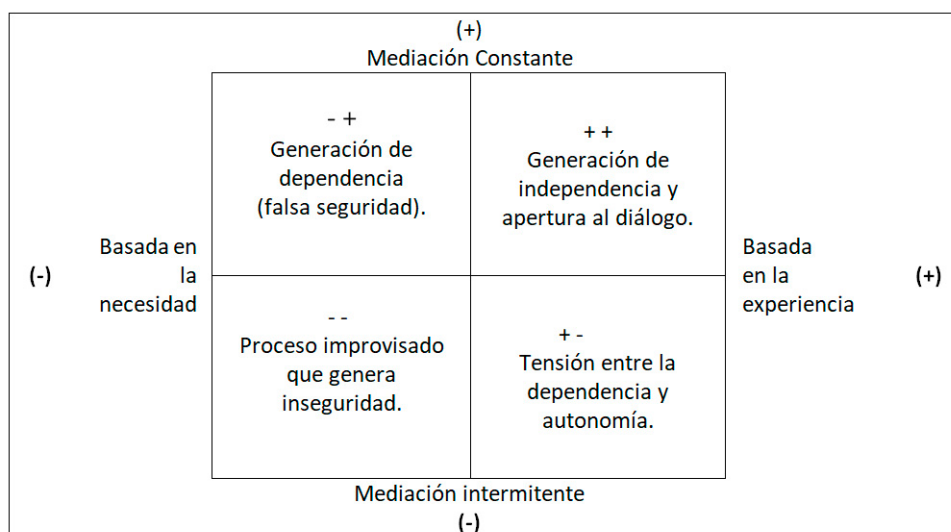 (+)
Mediación Constante
- +
Generación de
dependencia
(falsa seguridad).
+ +
Generación de
independencia y
apertura al diálogo.
(-)
Basada en
la
necesidad
Basada
en la
experiencia
(+)
- -
Proceso improvisado
que genera
inseguridad.
+ -
Tensión entre la
dependencia y
autonomía.
Mediación intermitente
(-)